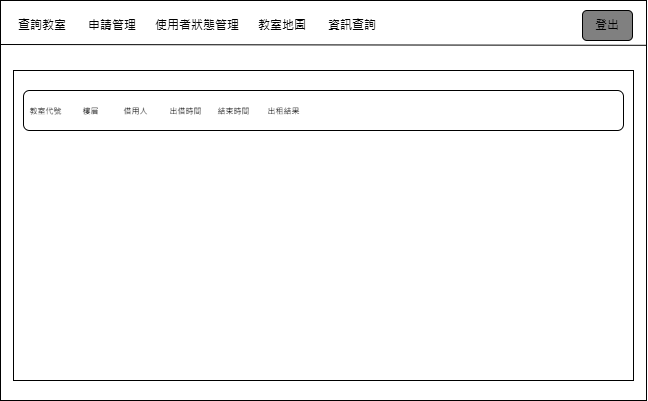 查詢教室 申請管理 使用者狀態管理 教室地圖 資訊查詢 登出
教室代號 樓層 借用人 出借時間 結束時間 出租結果